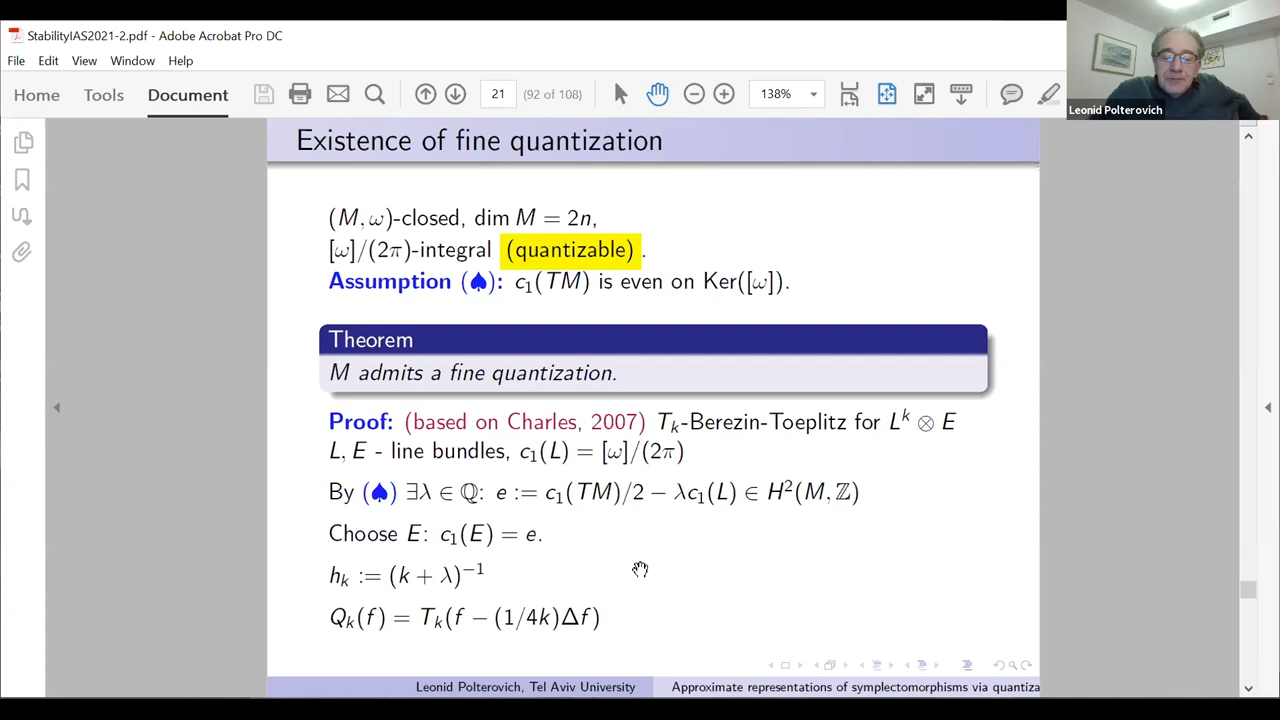 StabilityIAS2021-2.pdf - Adobe Acrobat Pro DC
File Edit View Window Help
Home Tools Document 21 (92 of 108) 138%
Leonid Polterovich
Existence of fine quantization
(M, ω)-closed, dim M = 2n,
[ω]/(2π)-integral (quantizable) .
Assumption (♠): c₁(TM) is even on Ker([ω]).
Theorem
M admits a fine quantization.
Proof: (based on Charles, 2007) Tₖ-Berezin-Toeplitz for Lᵏ ⊗ E
L, E - line bundles, c₁(L) = [ω]/(2π)
By (♠) ∃λ ∈ ℚ: e := c₁(TM)/2 − λc₁(L) ∈ H²(M, ℤ)
Choose E: c₁(E) = e.
ℏₖ := (k + λ)⁻¹
Qₖ(f) = Tₖ(f − (1/4k)Δf)
Leonid Polterovich, Tel Aviv University Approximate representations of symplectomorphisms via quantiza